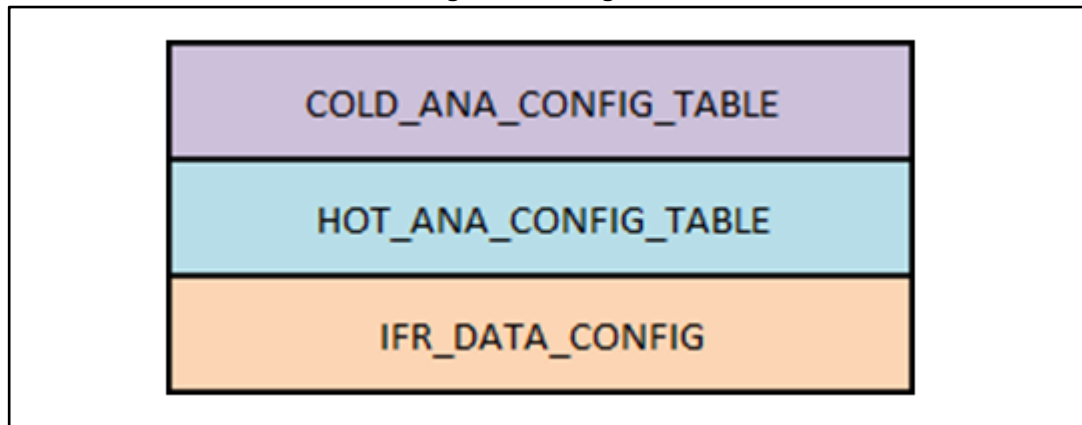 COLD_ANA_CONFIG_TABLE
HOT_ANA_CONFIG_TABLE
IFR_DATA_CONFIG